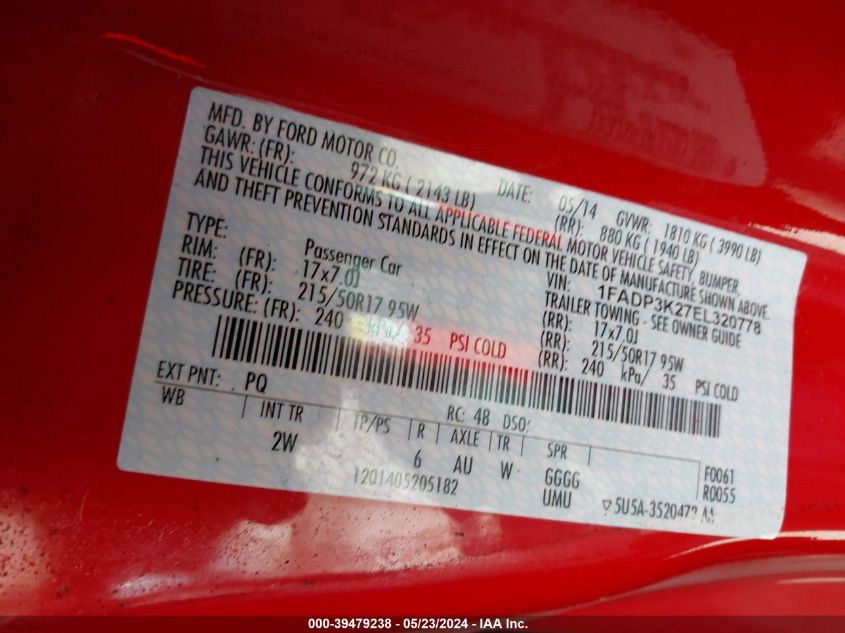 MFD. BY FORD MOTOR CO. DATE: 05/14 GVWR: 1810 KG ( 3990 LB)
GAWR: (FR): 972 KG ( 2143 LB) (RR): 880 KG ( 1940 LB)
THIS VEHICLE CONFORMS TO ALL APPLICABLE FEDERAL MOTOR VEHICLE SAFETY, BUMPER,
AND THEFT PREVENTION STANDARDS IN EFFECT ON THE DATE OF MANUFACTURE SHOWN ABOVE.
VIN: 1FADP3K27EL320778
TYPE: Passenger Car TRAILER TOWING - SEE OWNER GUIDE
RIM: (FR): 17x7.0J (RR): 17x7.0J
TIRE: (FR): 215/50R17 95W (RR): 215/50R17 95W
PRESSURE: (FR): 240 kPa/ 35 PSI COLD (RR): 240 kPa/ 35 PSI COLD
EXT PNT: PQ RC: 48 DSO:
WB INT TR TP/PS R AXLE TR SPR
2W 6 AU W GGGG F0061
1201405205182 UMU R0055
5U5A-3520472-AA
000-39479238 - 05/23/2024 - IAA Inc.